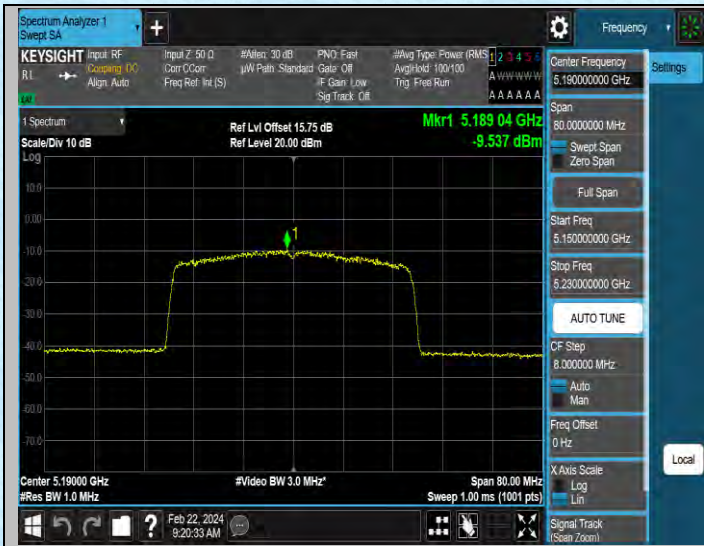 Spectrum Analyzer 1
Swept SA
Frequency
KEYSIGHT
RL
Input: RF
Coupling: DC
Align: Auto
Input Z: 50 Ω
Corr CCorr
Freq Ref: Int (S)
#Atten: 30 dB
µW Path: Standard
PNO: Fast
Gate: Off
IF Gain: Low
Sig Track: Off
#Avg Type: Power (RMS
Avg|Hold: 100/100
Trig: Free Run
1 2 3 4 5 6
A W W W W W
A A A A A A
1 Spectrum
Scale/Div 10 dB
Ref Lvl Offset 15.75 dB
Ref Level 20.00 dBm
Mkr1 5.189 04 GHz
-9.537 dBm
Log
10.0
0.00
-10.0
-20.0
-30.0
-40.0
-50.0
-60.0
-70.0
1
Center 5.19000 GHz
#Res BW 1.0 MHz
#Video BW 3.0 MHz*
Span 80.00 MHz
Sweep 1.00 ms (1001 pts)
Feb 22, 2024
9:20:33 AM
Center Frequency
5.190000000 GHz
Span
80.0000000 MHz
Swept Span
Zero Span
Full Span
Start Freq
5.150000000 GHz
Stop Freq
5.230000000 GHz
AUTO TUNE
CF Step
8.000000 MHz
Auto
Man
Freq Offset
0 Hz
X Axis Scale
Log
Lin
Signal Track
(Span Zoom)
Settings
Local